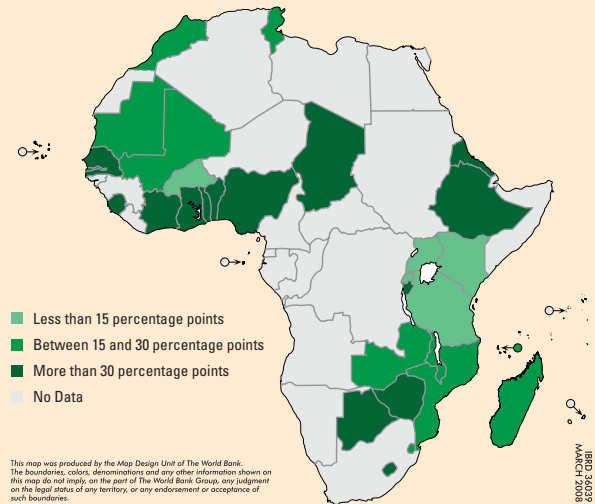 Less than 15 percentage points
Between 15 and 30 percentage points
More than 30 percentage points
No Data
This map was produced by the Map Design Unit of The World Bank.
The boundaries, colors, denominations and any other information shown on
this map do not imply, on the part of The World Bank Group, any judgment
on the legal status of any territory, or any endorsement or acceptance of
such boundaries.
IBRD 36509
MARCH 2008